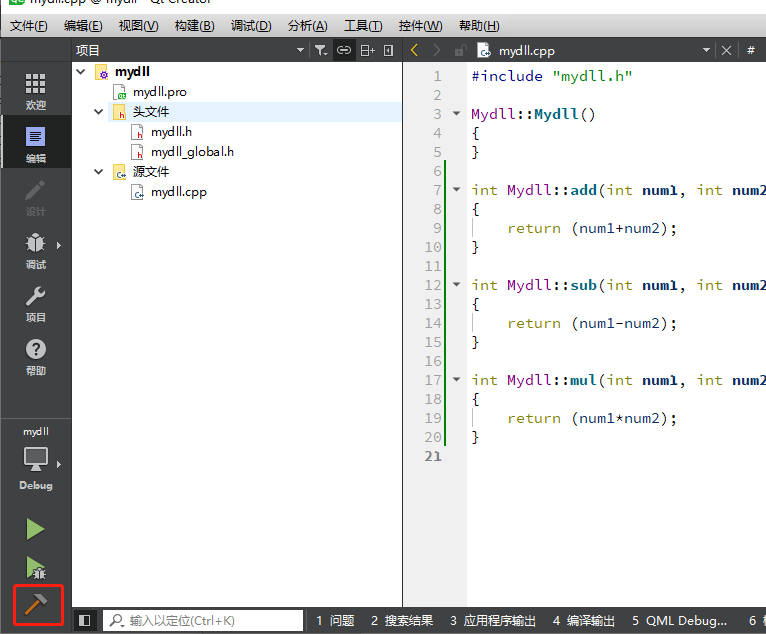 mydll.cpp @ mydll - Qt Creator
文件(F) 编辑(E) 视图(V) 构建(B) 调试(D) 分析(A) 工具(T) 控件(W) 帮助(H)
项目
mydll.cpp
#
欢迎
编辑
设计
调试
项目
帮助
mydll
Debug
mydll
mydll.pro
头文件
mydll.h
mydll_global.h
源文件
mydll.cpp
1 #include "mydll.h"
2
3 Mydll::Mydll()
4 {
5 }
6
7 int Mydll::add(int num1, int num2
8 {
9 return (num1+num2);
10 }
11
12 int Mydll::sub(int num1, int num2
13 {
14 return (num1-num2);
15 }
16
17 int Mydll::mul(int num1, int num2
18 {
19 return (num1*num2);
20 }
21
输入以定位(Ctrl+K)
1 问题 2 搜索结果 3 应用程序输出 4 编译输出 5 QML Debug... 6